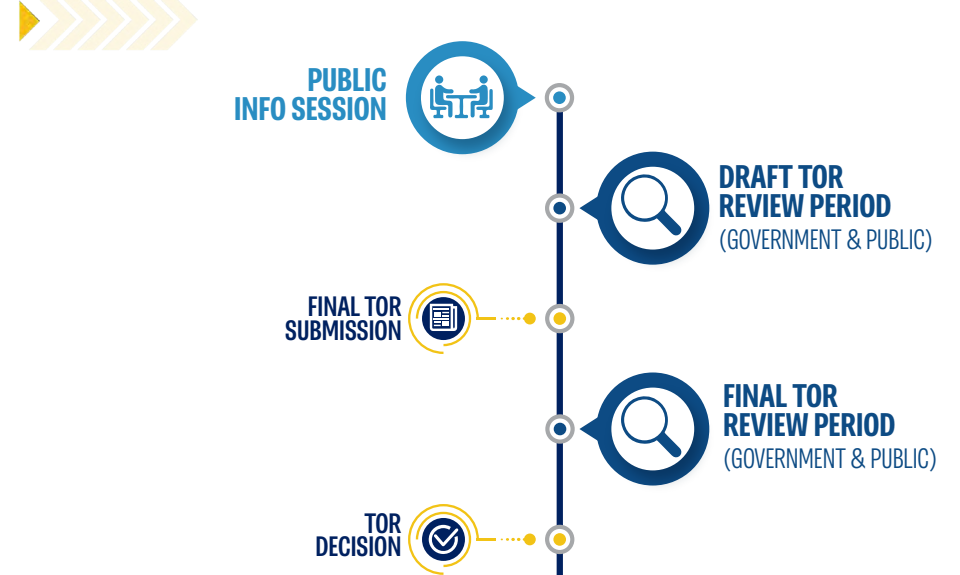 PUBLIC
INFO SESSION
DRAFT TOR
REVIEW PERIOD
(GOVERNMENT & PUBLIC)
FINAL TOR
SUBMISSION
FINAL TOR
REVIEW PERIOD
(GOVERNMENT & PUBLIC)
TOR
DECISION